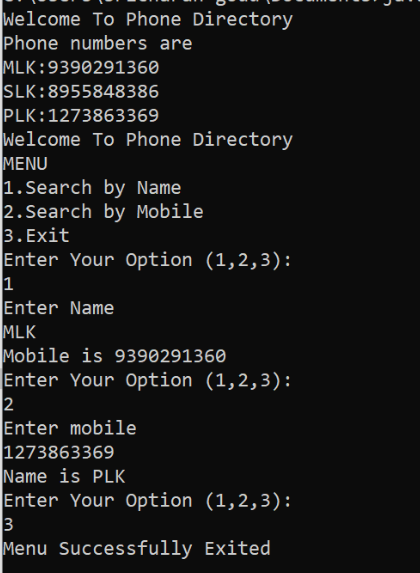 Welcome To Phone Directory
Phone numbers are
MLK:9390291360
SLK:8955848386
PLK:1273863369
Welcome To Phone Directory
MENU
1.Search by Name
2.Search by Mobile
3.Exit
Enter Your Option (1,2,3):
1
Enter Name
MLK
Mobile is 9390291360
Enter Your Option (1,2,3):
2
Enter mobile
1273863369
Name is PLK
Enter Your Option (1,2,3):
3
Menu Successfully Exited